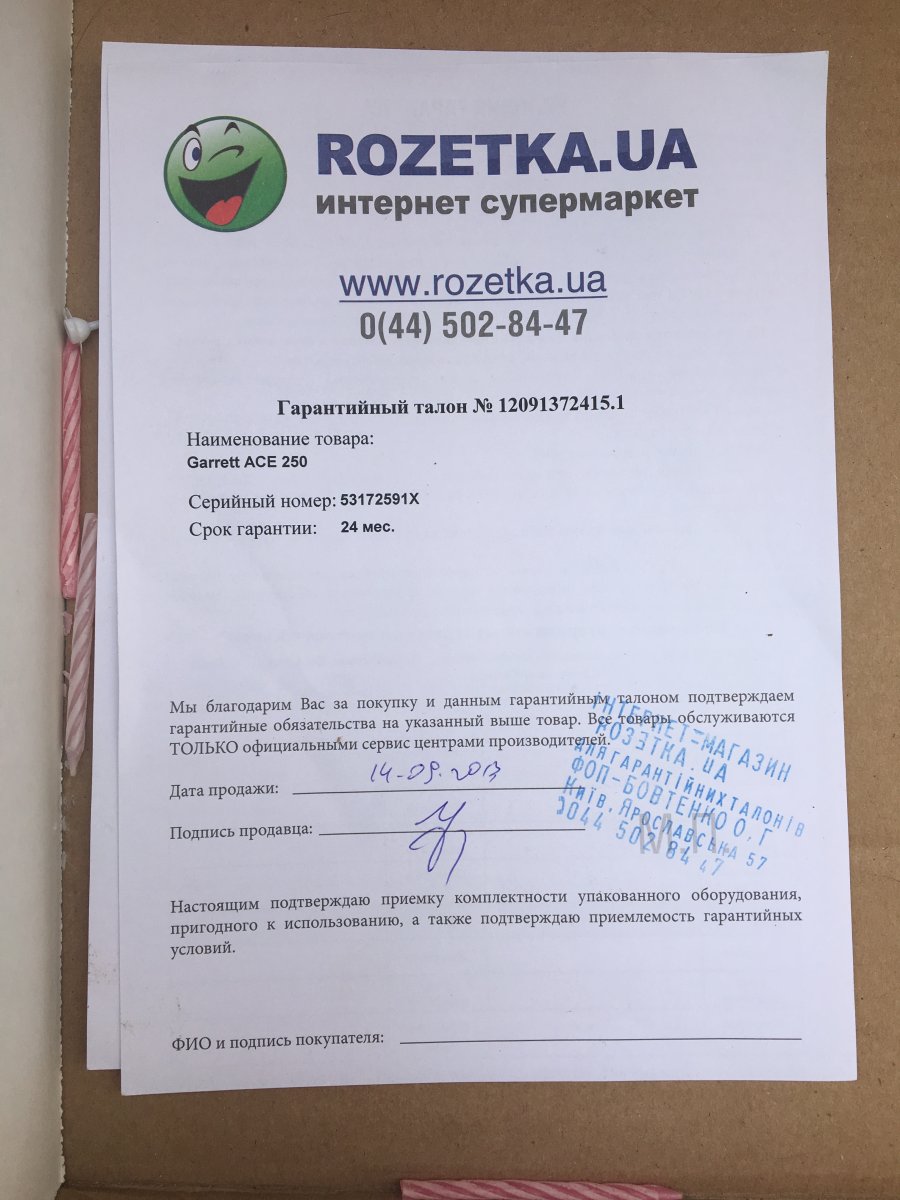 ROZETKA.UA
интернет супермаркет
www.rozetka.ua
0(44) 502-84-47
Гарантийный талон № 12091372415.1
Наименование товара:
Garrett ACE 250
Серийный номер: 53172591X
Срок гарантии: 24 мес.
Мы благодарим Вас за покупку и данным гарантийным талоном подтверждаем
гарантийные обязательства на указанный выше товар. Все товары обслуживаются
ТОЛЬКО официальными сервис центрами производителей.
Дата продажи: 14-09.2013
Подпись продавца:
ІНТЕРНЕТ-МАГАЗИН
РОЗЭТКА.UA
ДЛЯ ГАРАНТІЙНИХ ТАЛОНІВ
ФОП-БОВТЕНКО О,Г
КИЇВ, ЯРОСЛАВСЬКА 57
044 502 84 47
М.П.
Настоящим подтверждаю приемку комплектности упакованного оборудования,
пригодного к использованию, а также подтверждаю приемлемость гарантийных
условий.
ФИО и подпись покупателя: